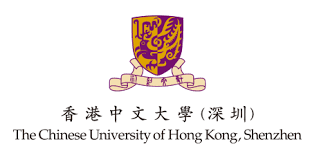 香港中文大學(深圳)
The Chinese University of Hong Kong, Shenzhen